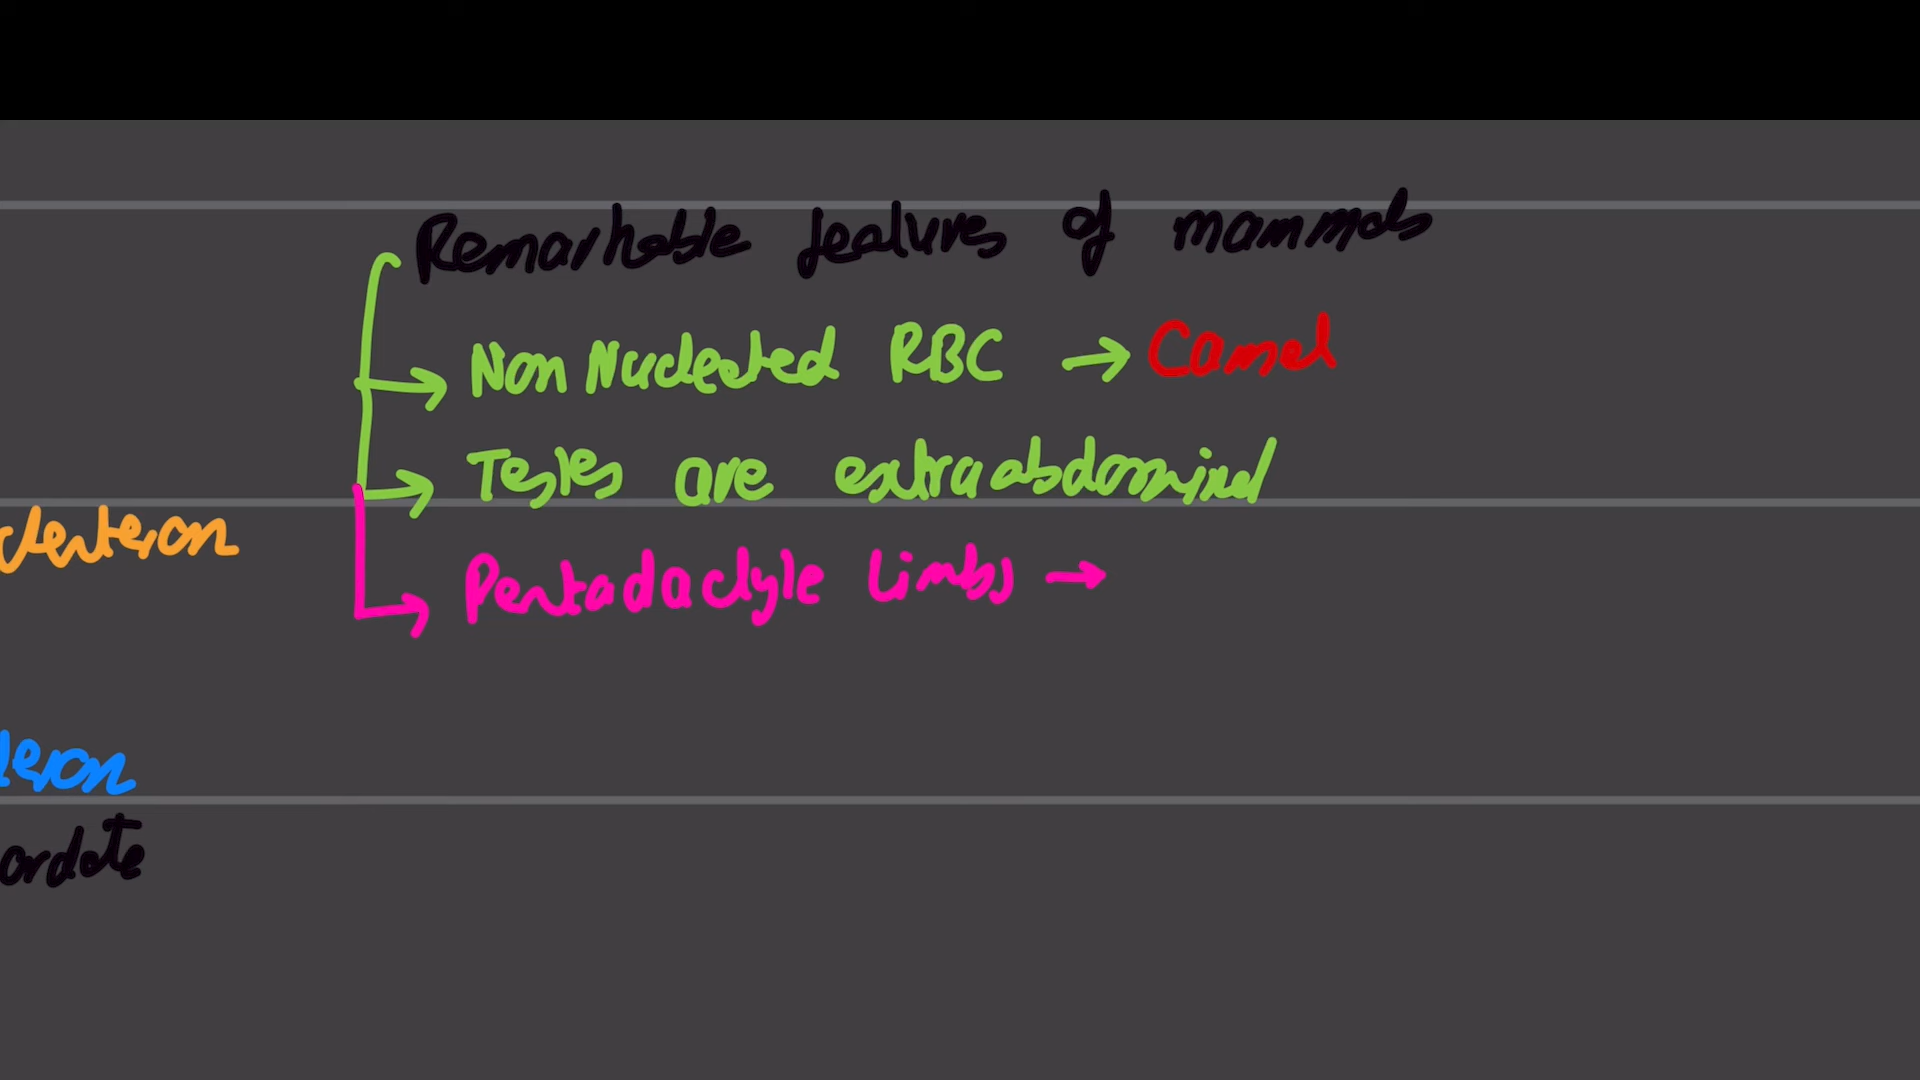 Remarkable features of mammals
Non Nucleated RBC → Camel
Testes are extraabdominal
Pentadactyle Limbs →